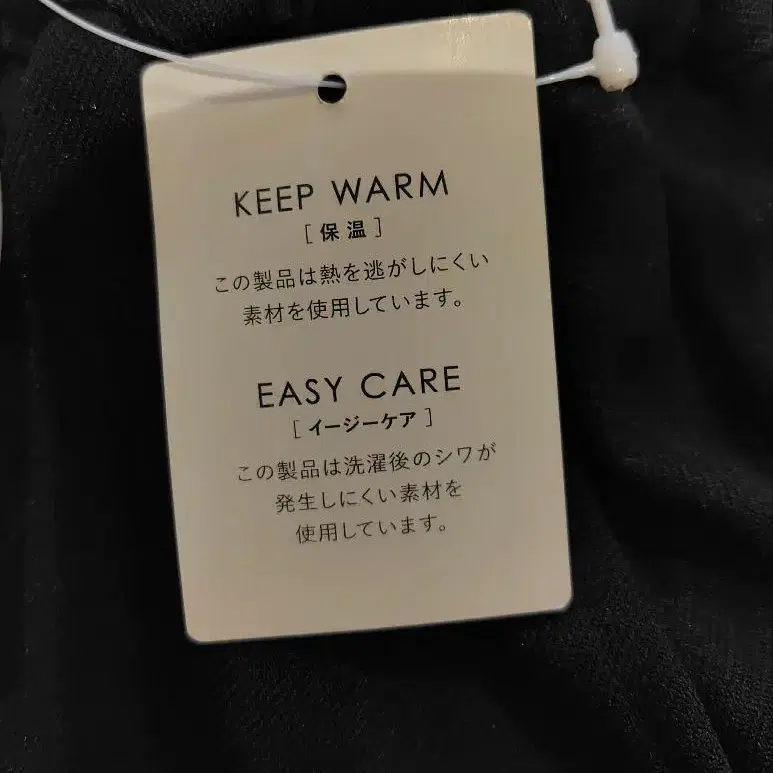 KEEP WARM
[保温]
この製品は熱を逃がしにくい
素材を使用しています。
EASY CARE
[イージーケア]
この製品は洗濯後のシワが
発生しにくい素材を
使用しています。